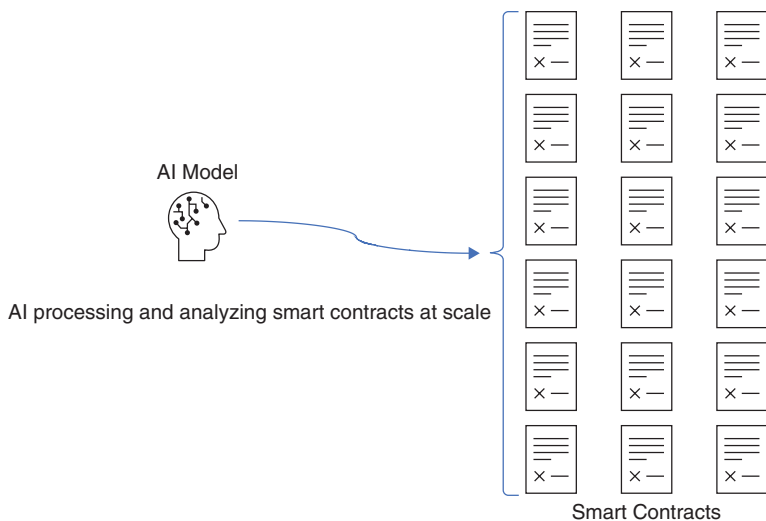 AI Model
AI processing and analyzing smart contracts at scale
Smart Contracts